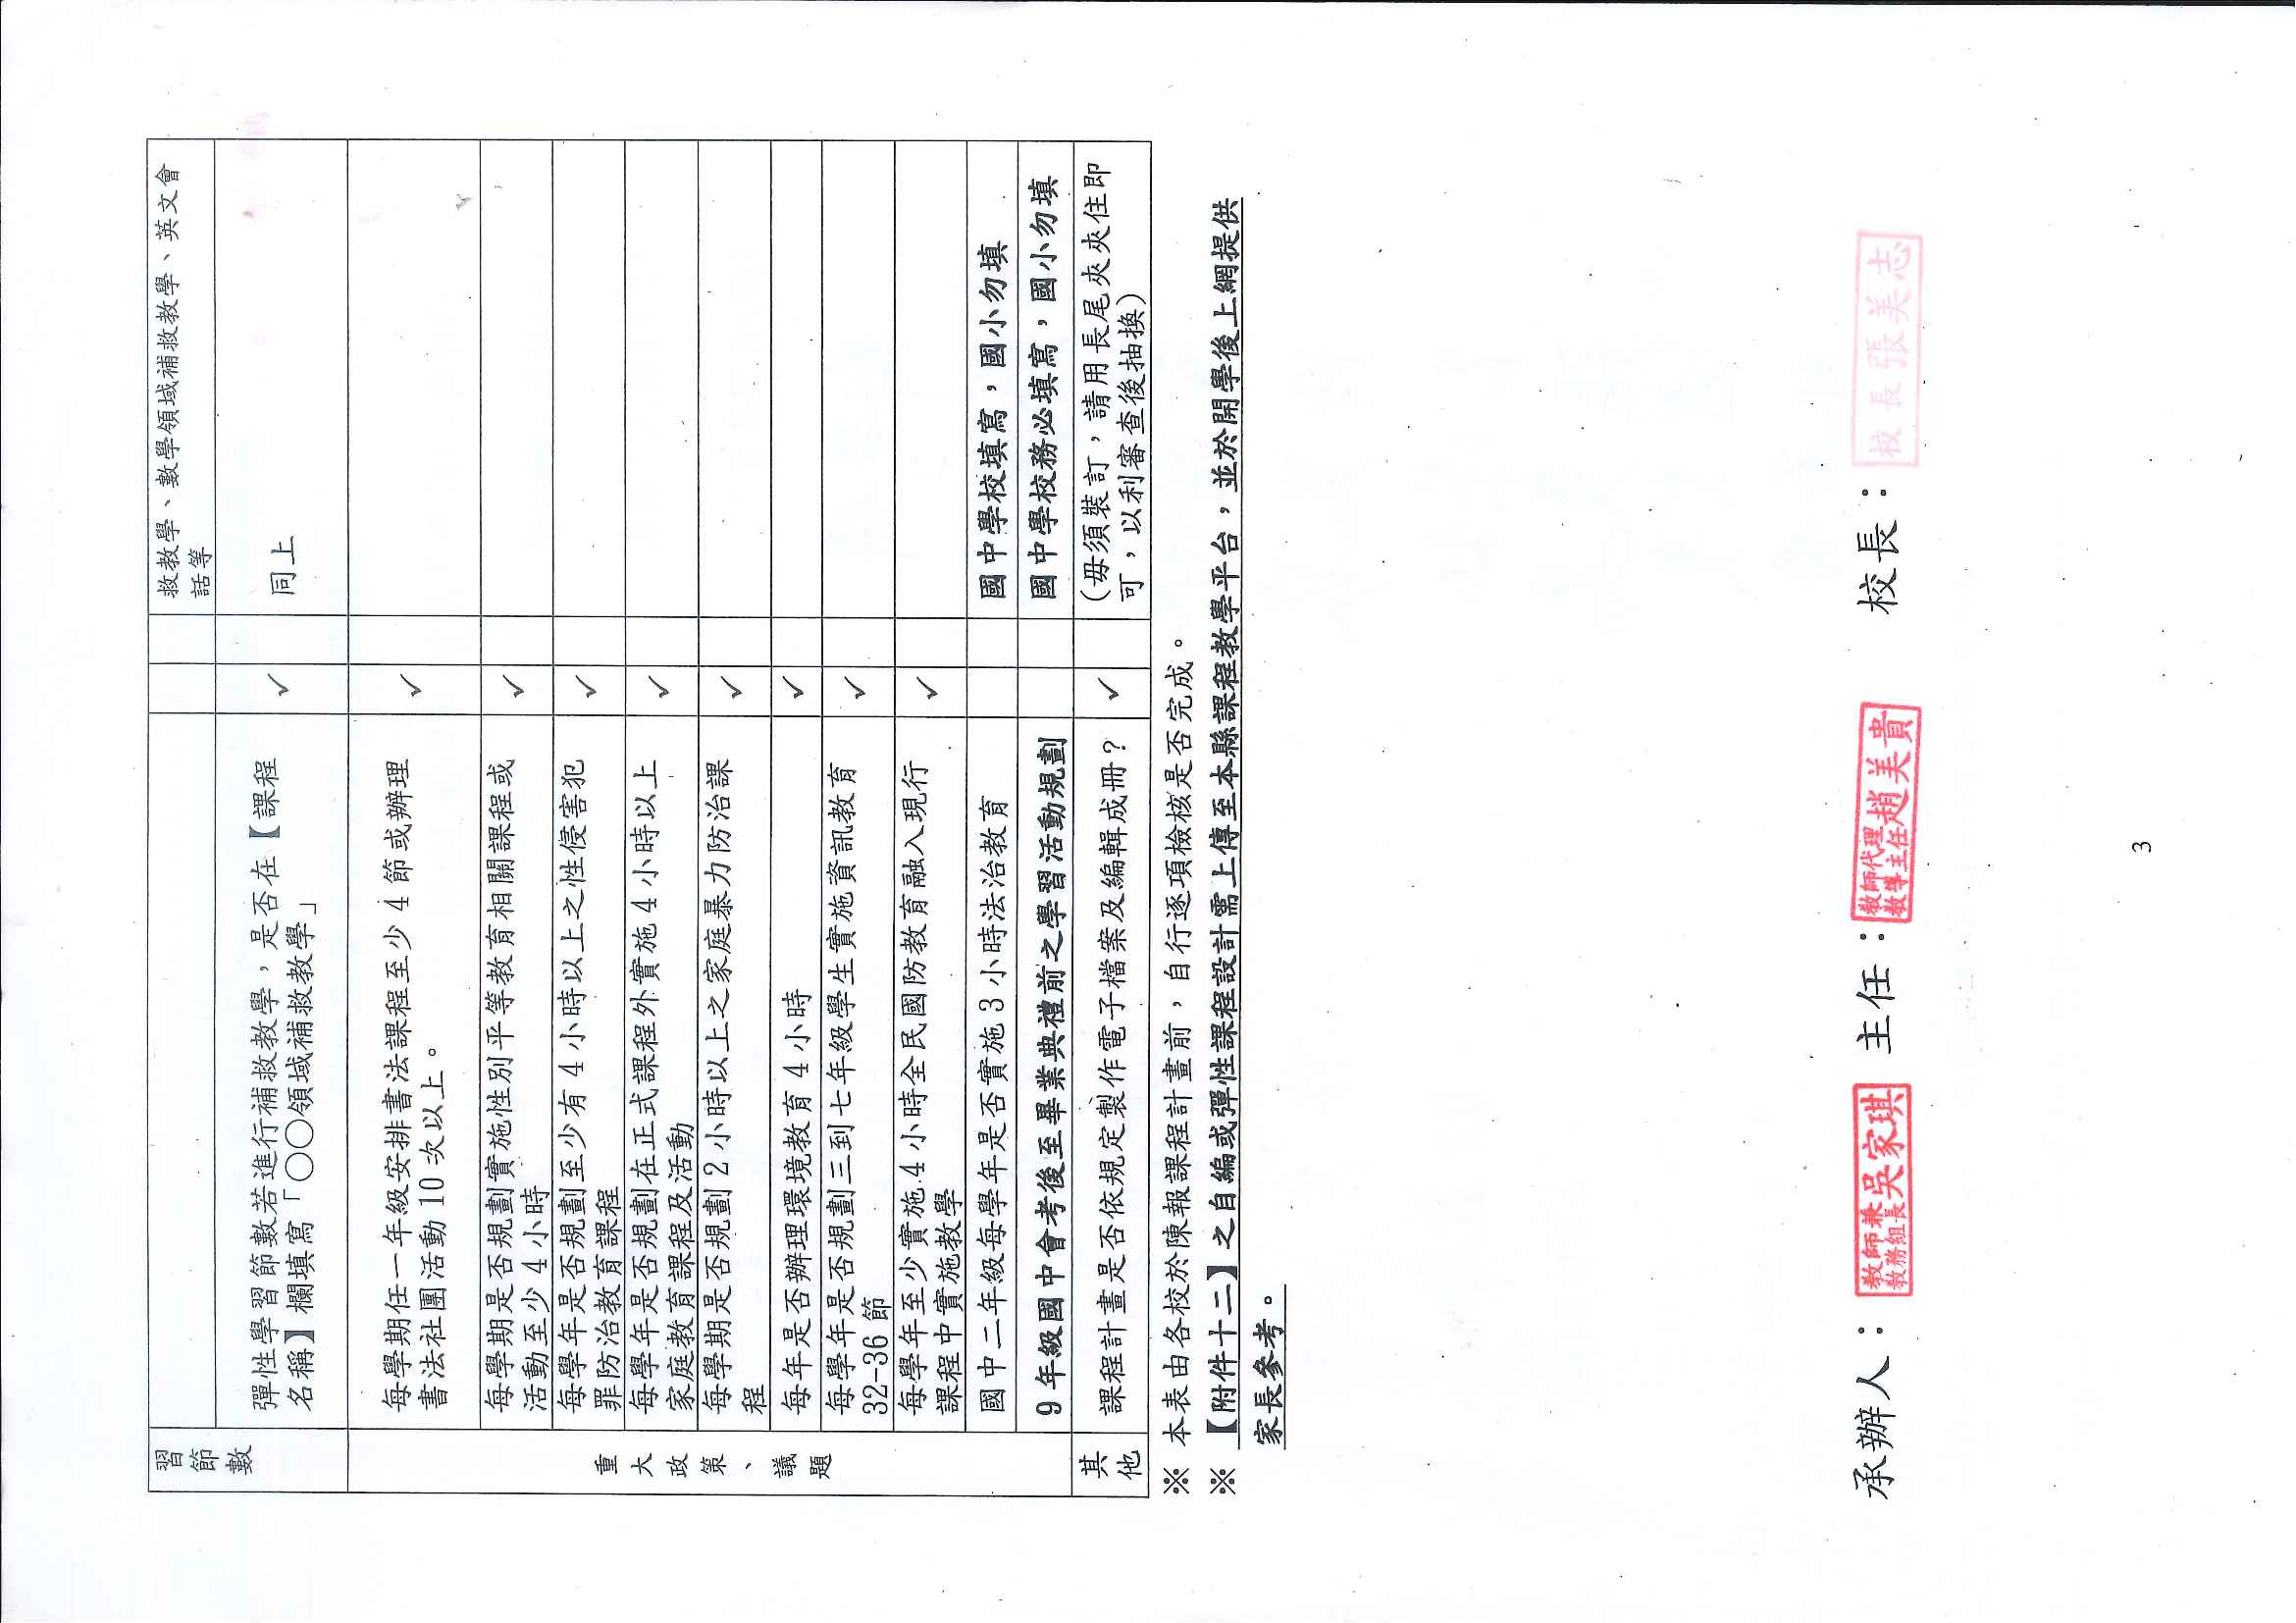 習
節
數
救教學、數學領域補救教學、英文會
話等
彈性學習節數若進行補救教學，是否在【課程
名稱】欄填寫「〇〇領域補救教學」
✓
同上
重大政策、議題
每學期任一年級安排書法課程至少 4 節或辦理
書法社團活動 10 次以上。
✓
每學期是否規劃實施性別平等教育相關課程或
活動至少 4 小時
✓
每學年是否規劃至少有 4 小時以上之性侵害犯
罪防治教育課程
✓
每學年是否規劃在正式課程外實施 4 小時以上
家庭教育課程及活動
✓
每學期是否規劃 2 小時以上之家庭暴力防治課
程
✓
每年是否辦理環境教育 4 小時
✓
每學年是否規劃三到七年級學生實施資訊教育
32-36 節
✓
每學年至少實施 4 小時全民國防教育融入現行
課程中實施教學
✓
國中二年級每學年是否實施 3 小時法治教育
國中學校填寫，國小勿填
9 年級國中會考後至畢業典禮前之學習活動規劃
國中學校務必填寫，國小勿填
其他
課程計畫是否依規定製作電子檔案及編輯成冊？
✓
（毋須裝訂，請用長尾夾夾住即
可，以利審查後抽換）
※ 本表由各校於陳報課程計畫前，自行逐項檢核是否完成。
※ 【附件十二】之自編或彈性課程設計需上傳至本縣課程教學平台，並於開學後上網提供
家長參考。
承辦人：
教師兼
教務組長
吳家琪
主任：
教師代理
教導主任
趙美貴
校長：
校長張美志
3